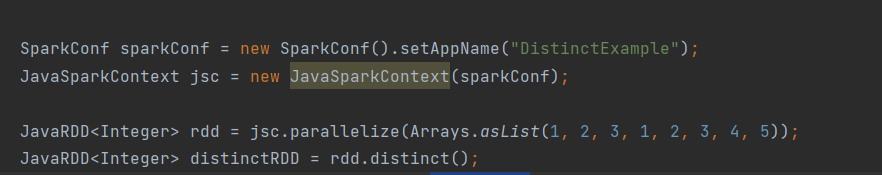 SparkConf sparkConf = new SparkConf().setAppName("DistinctExample");
JavaSparkContext jsc = new JavaSparkContext(sparkConf);
JavaRDD<Integer> rdd = jsc.parallelize(Arrays.asList(1, 2, 3, 1, 2, 3, 4, 5));
JavaRDD<Integer> distinctRDD = rdd.distinct();